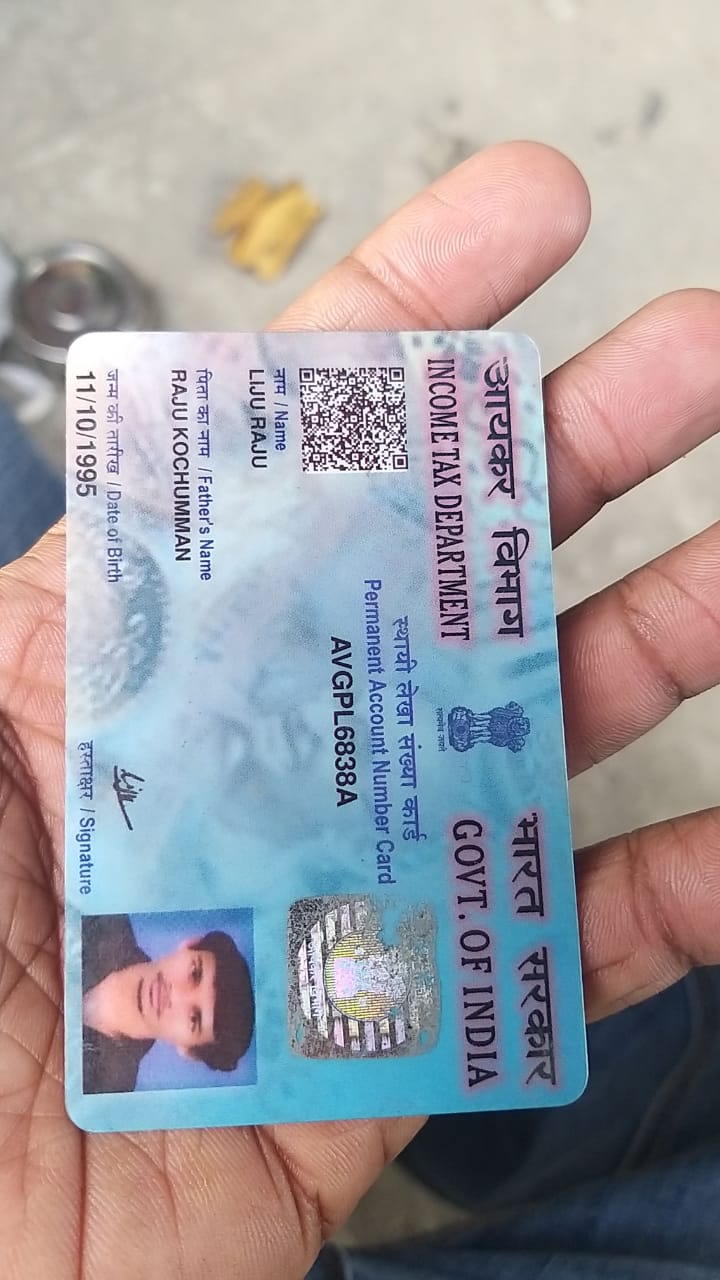 आयकर विभाग
INCOME TAX DEPARTMENT
सत्यमेव जयते
भारत सरकार
GOVT. OF INDIA
स्थायी लेखा संख्या कार्ड
Permanent Account Number Card
AVGPL6838A
नाम / Name
LIJU RAJU
पिता का नाम / Father's Name
RAJU KOCHUMMAN
जन्म की तारीख / Date of Birth
11/10/1995
हस्ताक्षर / Signature